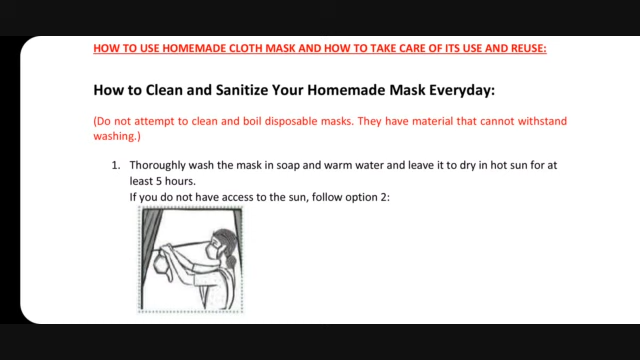 HOW TO USE HOMEMADE CLOTH MASK AND HOW TO TAKE CARE OF ITS USE AND REUSE:
How to Clean and Sanitize Your Homemade Mask Everyday:
(Do not attempt to clean and boil disposable masks. They have material that cannot withstand
washing.)
1. Thoroughly wash the mask in soap and warm water and leave it to dry in hot sun for at
least 5 hours.
If you do not have access to the sun, follow option 2: